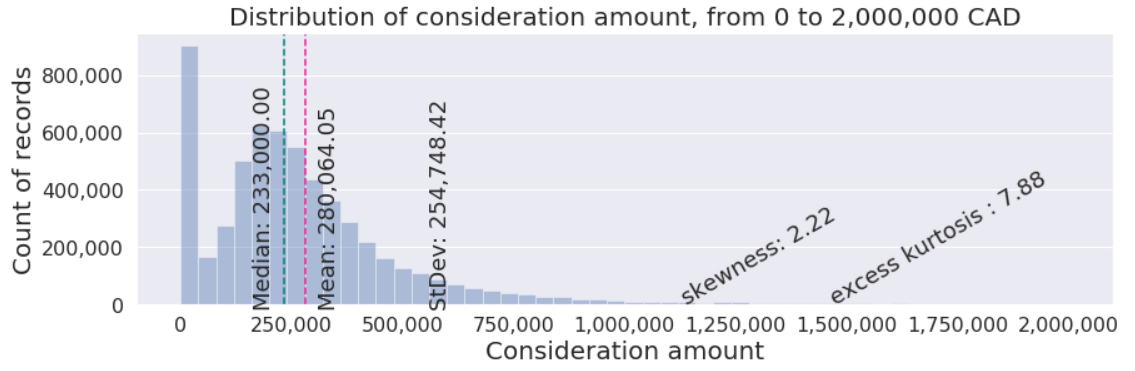 Distribution of consideration amount, from 0 to 2,000,000 CAD
Count of records
800,000
600,000
400,000
200,000
0
Median: 233,000.00
Mean: 280,064.05
StDev: 254,748.42
skewness: 2.22
excess kurtosis : 7.88
0
250,000
500,000
750,000
1,000,000
1,250,000
1,500,000
1,750,000
2,000,000
Consideration amount